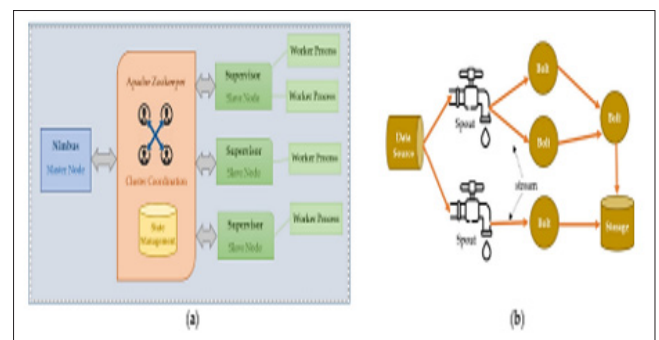 Worker Process
Apache Zookeeper
Supervisor
Slave Node
Worker Process
Nimbus
Master Node
Supervisor
Slave Node
Worker Process
Cluster Coordination
State
Management
Supervisor
Slave Node
Worker Process
(a)
Bolt
Spout
Bolt
Data
Source
Bolt
stream
Bolt
Spout
Storage
(b)